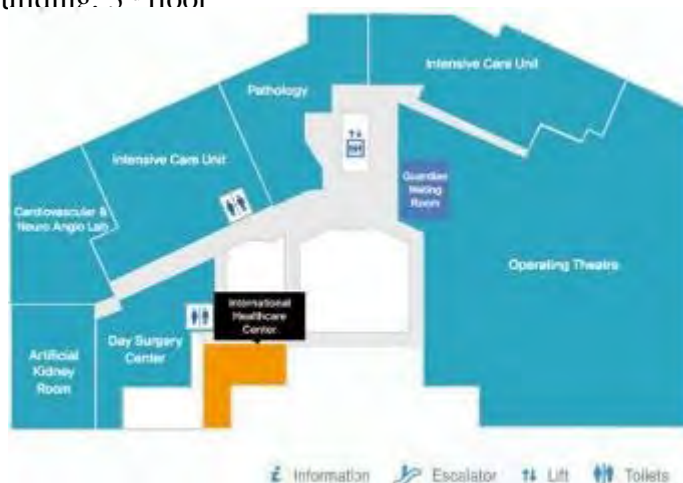 Intensive Care Unit
Pathology
Intensive Care Unit
Guardian
Waiting
Room
Cardiovascular &
Neuro Angio Lab
Operating Theatre
International
Healthcare
Center
Day Surgery
Center
Artificial
Kidney
Room
i Information Escalator Lift Toilets